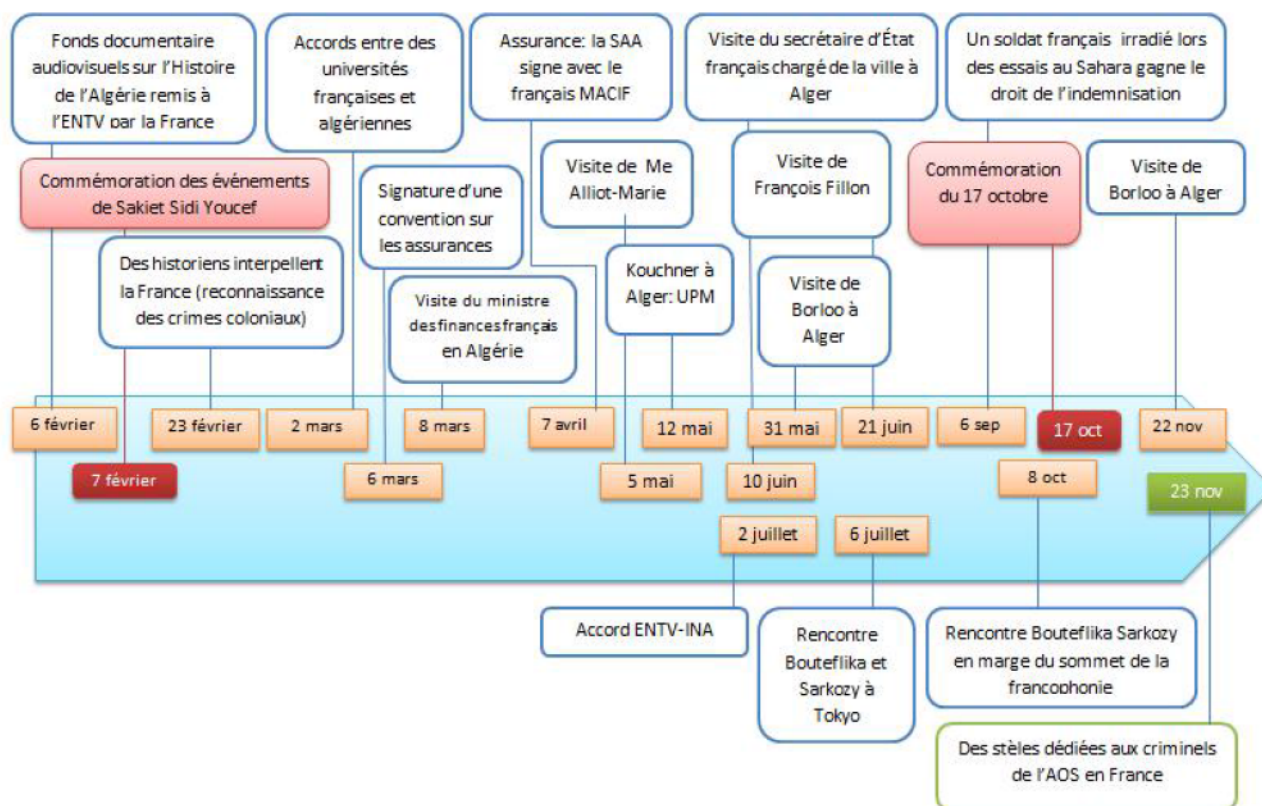 Fonds documentaire
audiovisuels sur l'Histoire
de l'Algérie remis à
l'ENTV par la France
Accords entre des
universités
françaises et
algériennes
Assurance: la SAA
signe avec le
français MACIF
Visite du secrétaire d'État
français chargé de la ville à
Alger
Un soldat français irradié lors
des essais au Sahara gagne le
droit de l'indemnisation
Commémoration des événements
de Sakiet Sidi Youcef
Signature d'une
convention sur
les assurances
Visite de Me
Alliot-Marie
Visite de
François Fillon
Commémoration
du 17 octobre
Visite de
Borloo à Alger
Des historiens interpellent
la France (reconnaissance
des crimes coloniaux)
Visite du ministre
des finances français
en Algérie
Kouchner à
Alger: UPM
Visite de
Borloo à
Alger
6 février
23 février
2 mars
8 mars
7 avril
12 mai
31 mai
21 juin
6 sep
17 oct
22 nov
7 février
6 mars
5 mai
10 juin
8 oct
23 nov
2 juillet
6 juillet
Accord ENTV-INA
Rencontre
Bouteflika et
Sarkozy à
Tokyo
Rencontre Bouteflika Sarkozy
en marge du sommet de la
francophonie
Des stèles dédiées aux criminels
de l'AOS en France